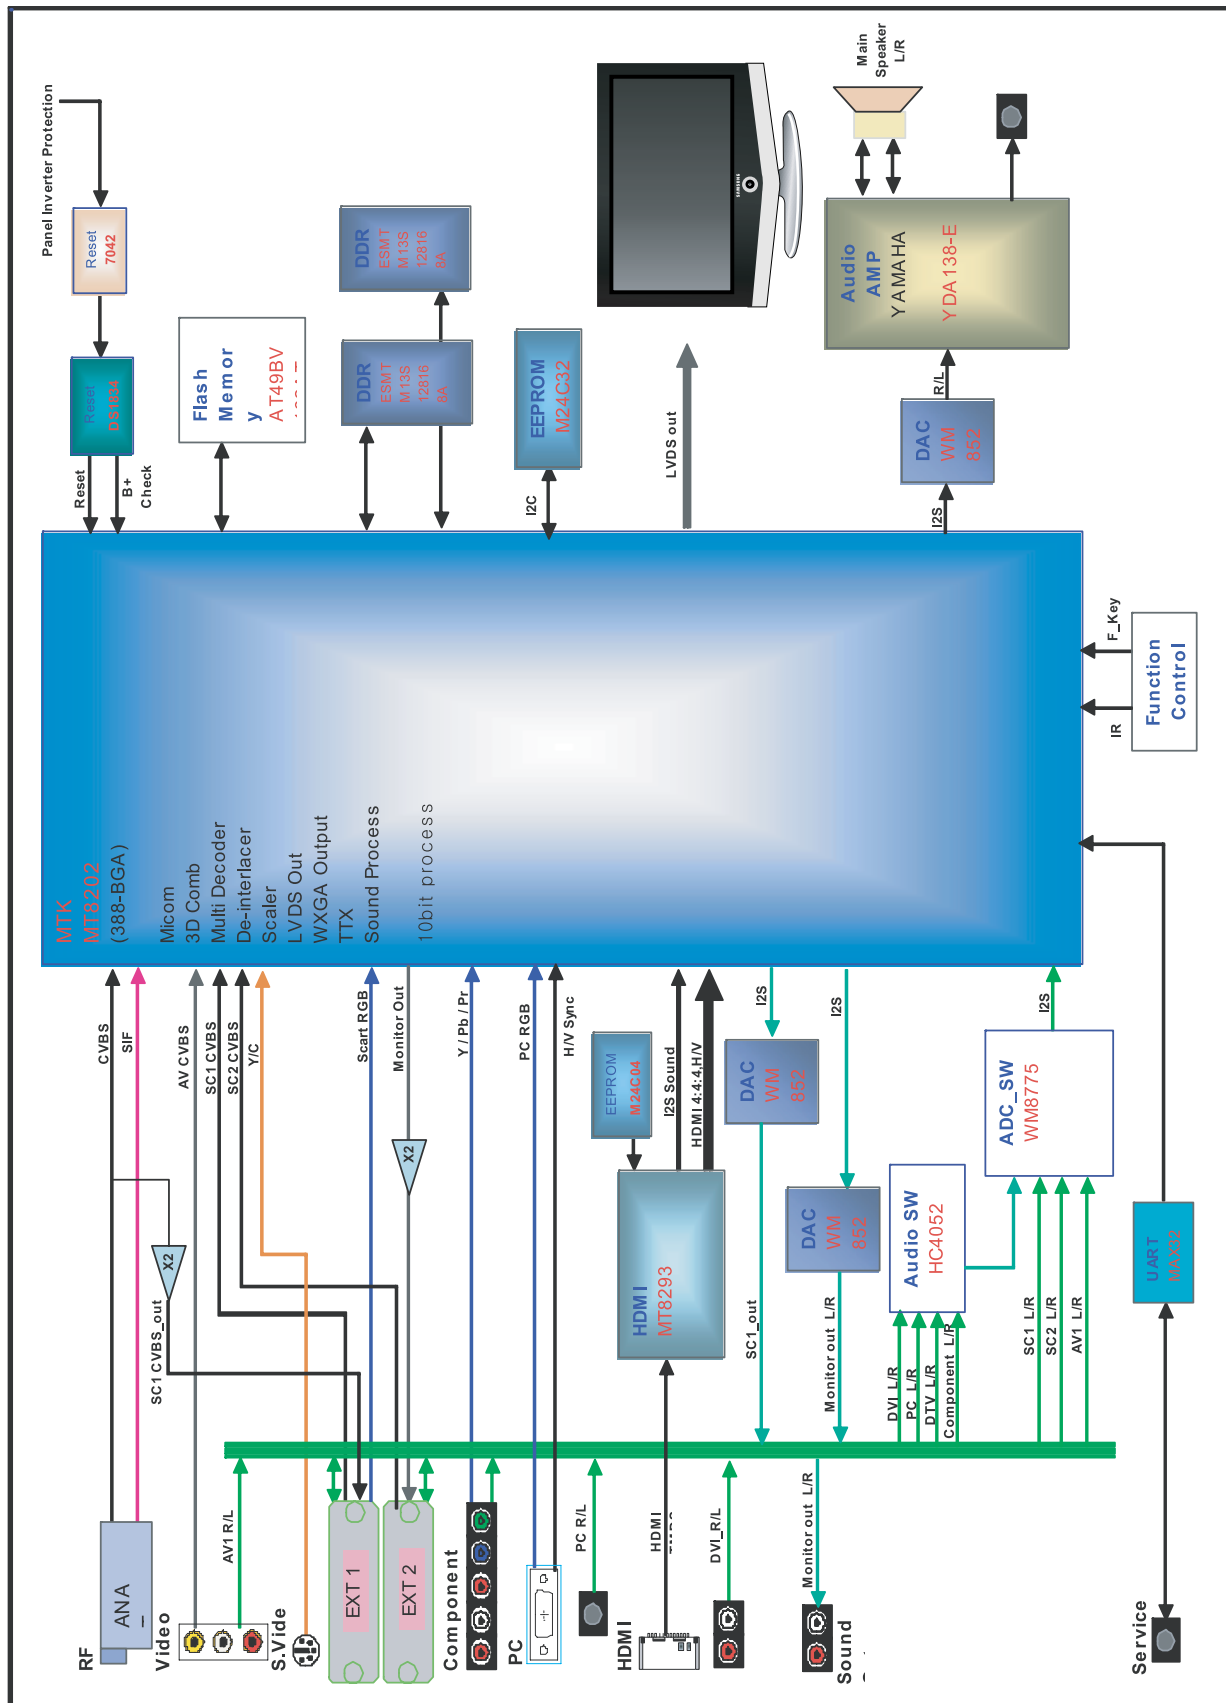 RF
ANA
_
CVBS
SIF
X2
SC1 CVBS_out
Video
AV1 R/L
S.Vide
AV CVBS
SC1 CVBS
SC2 CVBS
Y/C
EXT 1
EXT 2
Scart RGB
Monitor Out
X2
Component
Y / Pb / Pr
PC
PC RGB
H/V Sync
PC R/L
HDMI
HDMI
DVI_R/L
EEPROM
M24C04
HDMI
MT8293
I2S Sound
HDMI 4:4:4,H/V
Sound
Monitor out L/R
SC1_out
DAC
WM
852
I2S
Monitor out L/R
DAC
WM
852
I2S
DVI L/R
PC L/R
DTV L/R
Component L/R
Audio SW
HC4052
SC1 L/R
SC2 L/R
AV1 L/R
ADC_SW
WM8775
I2S
Service
UART
MAX32
MTK
MT8202
(388-BGA)
Micom
3D Comb
Multi Decoder
De-interlacer
Scaler
LVDS Out
WXGA Output
TTX
Sound Process
10bit process
IR
F_Key
Function
Control
Panel Inverter Protection
Reset
7042
Reset
DS1834
Reset
B+
Check
Flash
Memor
y
AT49BV
DDR
ESMT
M13S
12816
8A
DDR
ESMT
M13S
12816
8A
EEPROM
M24C32
I2C
LVDS out
SAMSUNG
I2S
DAC
WM
852
R/L
Audio
AMP
YAMAHA
YDA138-E
Main
Speaker
L/R